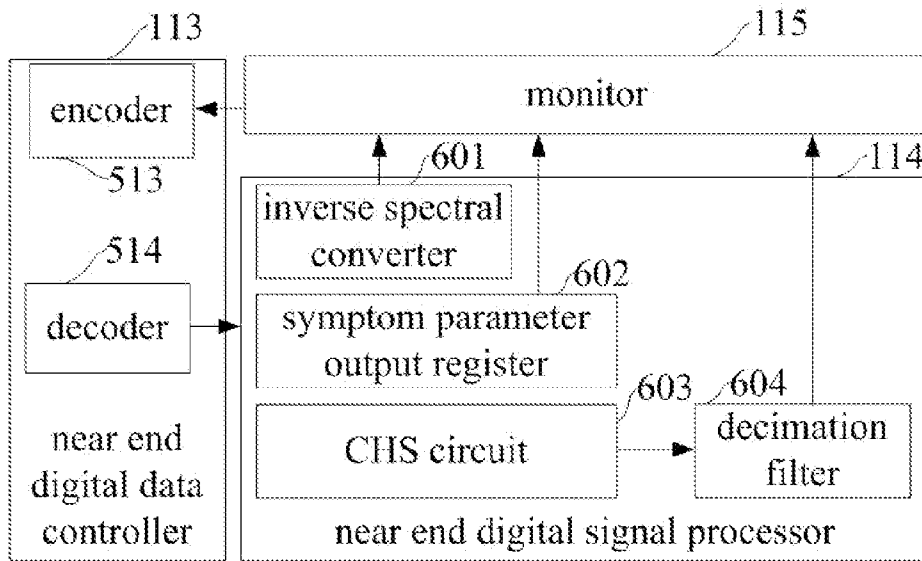 113
115
encoder
monitor
513
601
114
inverse spectral
converter
514
602
decoder
symptom parameter
output register
603
604
CHS circuit
decimation
filter
near end
digital data
controller
near end digital signal processor